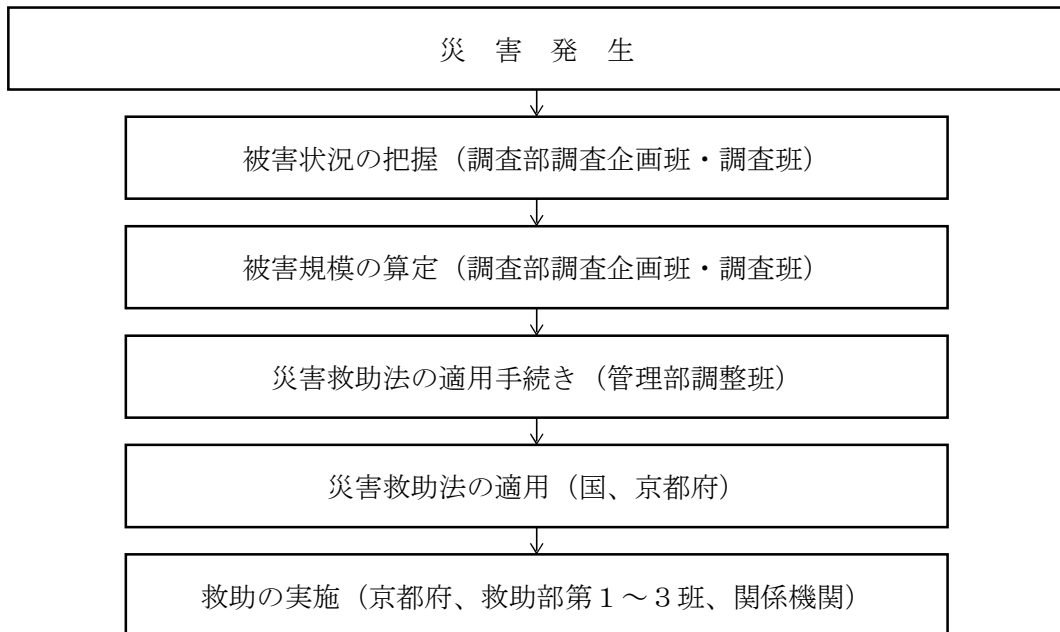 災　害　発　生
被害状況の把握（調査部調査企画班・調査班）
被害規模の算定（調査部調査企画班・調査班）
災害救助法の適用手続き（管理部調整班）
災害救助法の適用（国、京都府）
救助の実施（京都府、救助部第１～３班、関係機関）